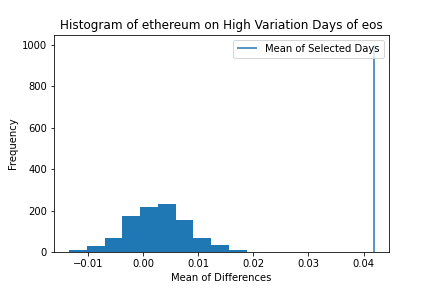 Histogram of ethereum on High Variation Days of eos
Mean of Selected Days
1000
800
600
400
200
0
Frequency
−0.01 0.00 0.01 0.02 0.03 0.04
Mean of Differences